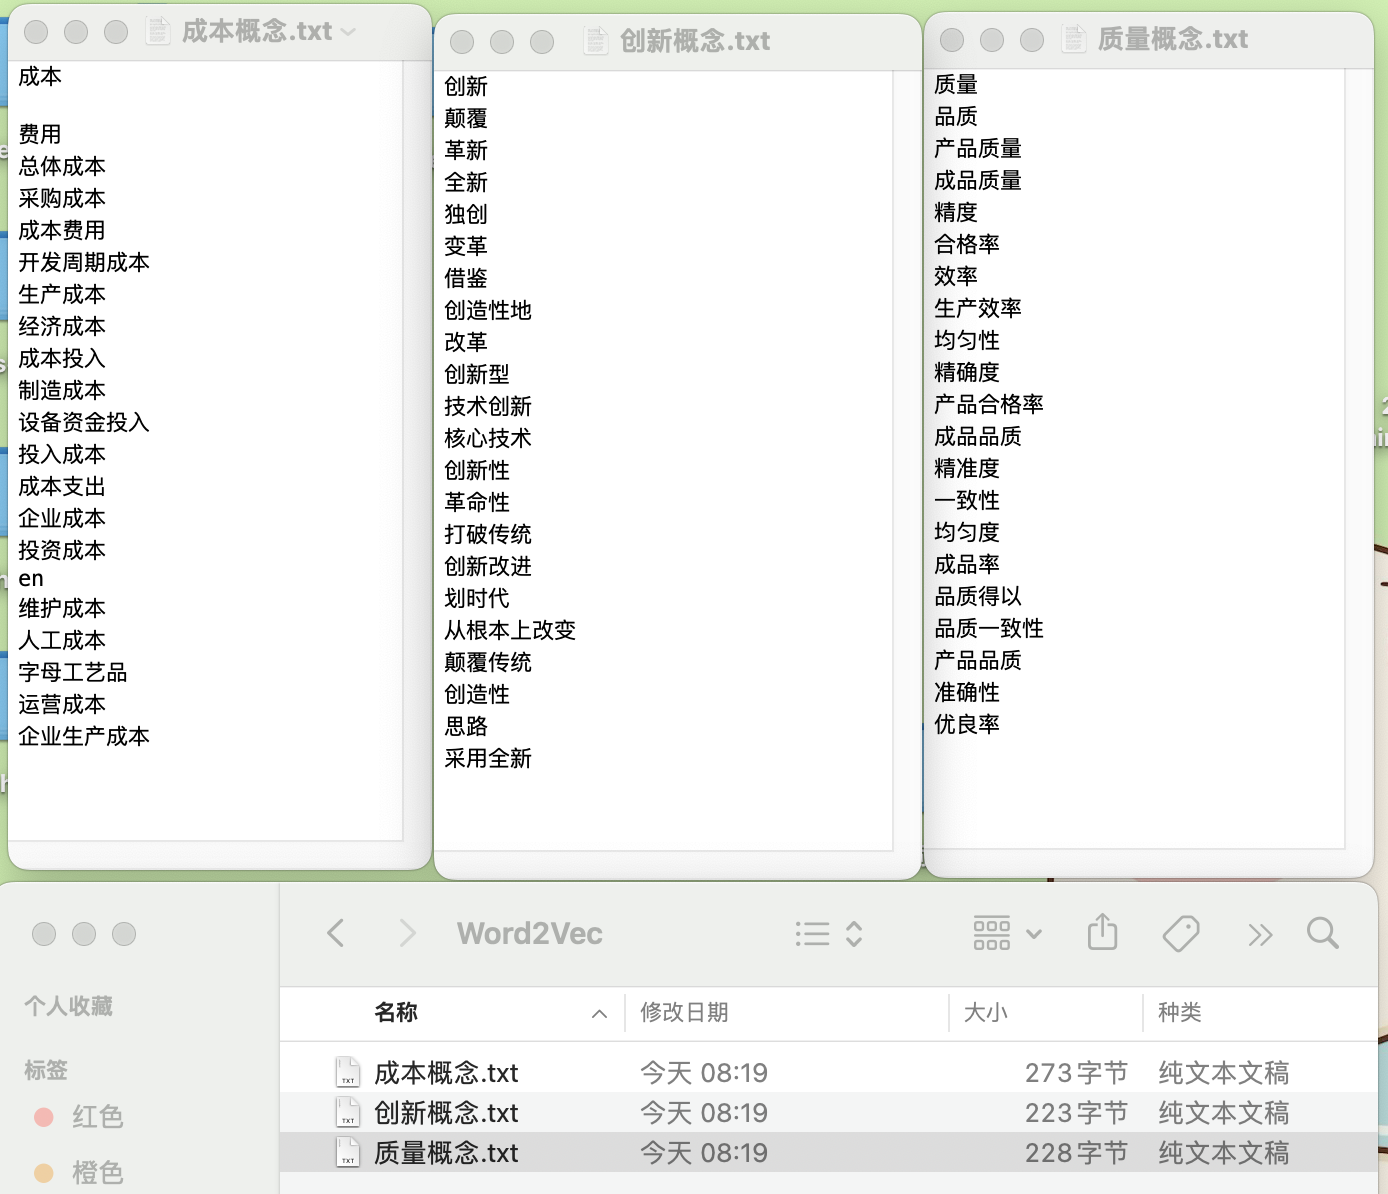 成本概念.txt
成本
费用
总体成本
采购成本
成本费用
开发周期成本
生产成本
经济成本
成本投入
制造成本
设备资金投入
投入成本
成本支出
企业成本
投资成本
en
维护成本
人工成本
字母工艺品
运营成本
企业生产成本
创新概念.txt
创新
颠覆
革新
全新
独创
变革
借鉴
创造性地
改革
创新型
技术创新
核心技术
创新性
革命性
打破传统
创新改进
划时代
从根本上改变
颠覆传统
创造性
思路
采用全新
质量概念.txt
质量
品质
产品质量
成品质量
精度
合格率
效率
生产效率
均匀性
精确度
产品合格率
成品品质
精准度
一致性
均匀度
成品率
品质得以
品质一致性
产品品质
准确性
优良率
Word2Vec
个人收藏
标签
红色
橙色
名称 修改日期 大小 种类
TXT 成本概念.txt 今天 08:19 273 字节 纯文本文稿
TXT 创新概念.txt 今天 08:19 223 字节 纯文本文稿
TXT 质量概念.txt 今天 08:19 228 字节 纯文本文稿